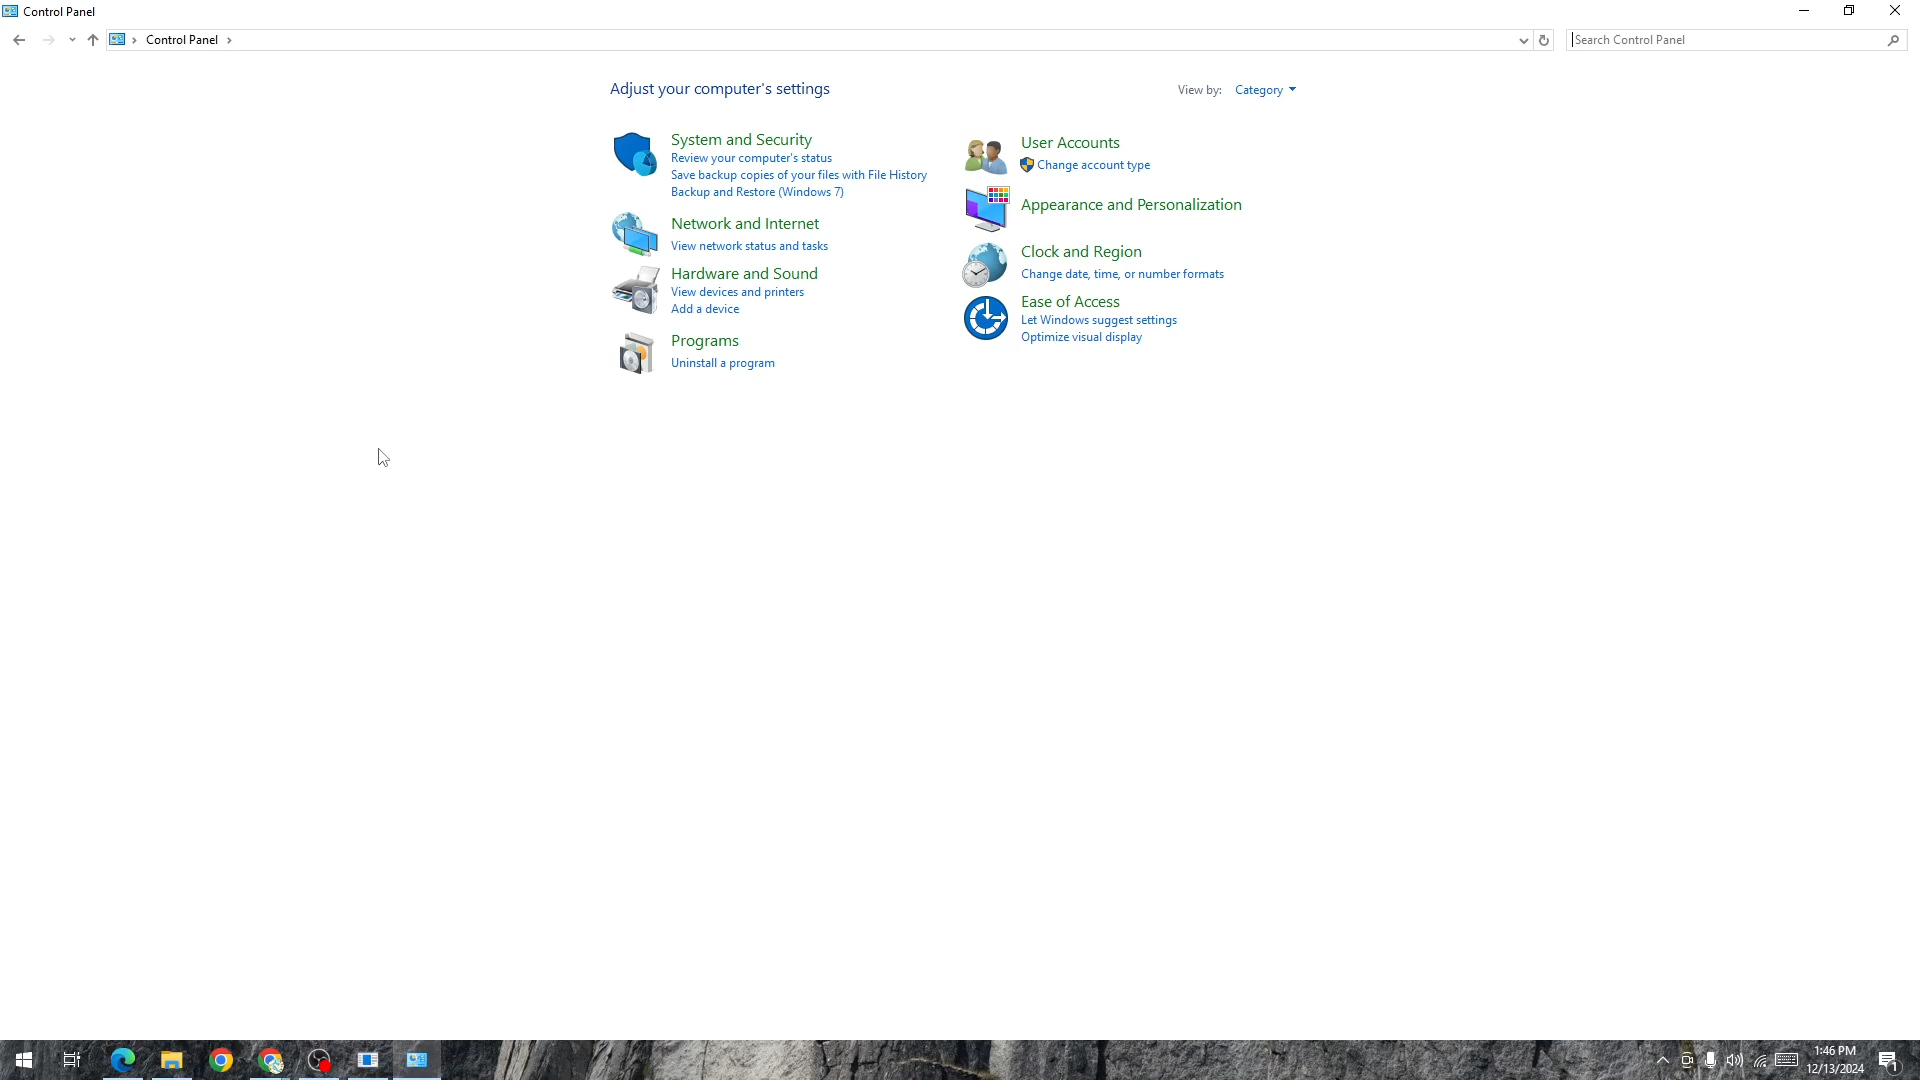 Control Panel
Control Panel
Search Control Panel
Adjust your computer's settings
View by: Category
System and Security
Review your computer's status
Save backup copies of your files with File History
Backup and Restore (Windows 7)
Network and Internet
View network status and tasks
Hardware and Sound
View devices and printers
Add a device
Programs
Uninstall a program
User Accounts
Change account type
Appearance and Personalization
Clock and Region
Change date, time, or number formats
Ease of Access
Let Windows suggest settings
Optimize visual display
1:46 PM
12/13/2024
1